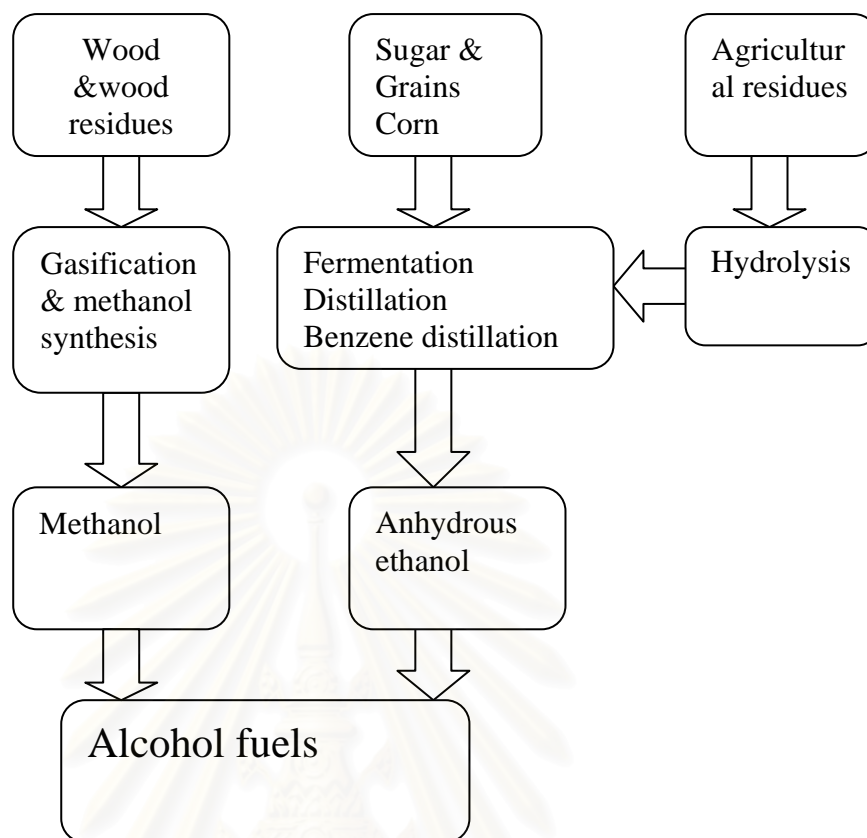 Wood
&wood
residues
Sugar &
Grains
Corn
Agricultur
al residues
Gasification
& methanol
synthesis
Fermentation
Distillation
Benzene distillation
Hydrolysis
Methanol
Anhydrous
ethanol
Alcohol fuels